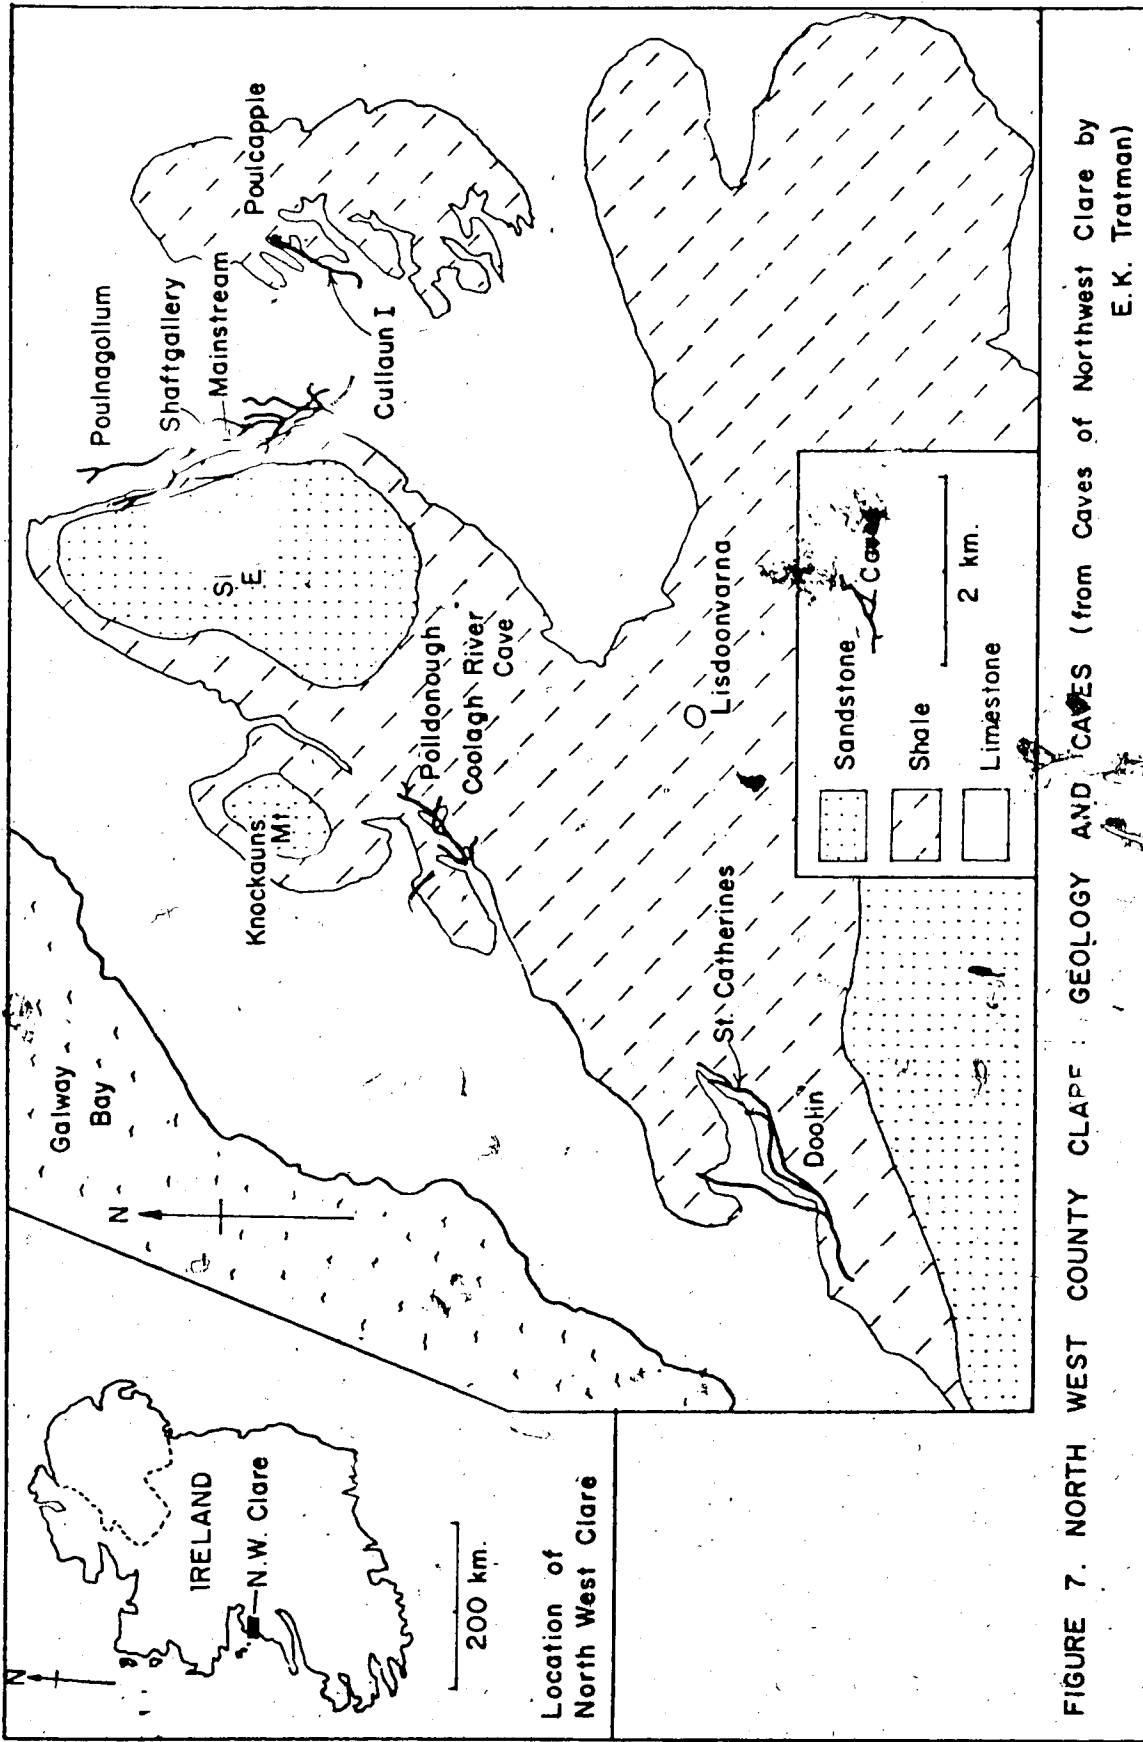 N
IRELAND
N.W. Clare
200 km.
Location of
North West Clare
Galway
Bay
N
Knockauns
Mt
Sl
E.
Poulnagollum
Shaftgallery
Mainstream
Poulcapple
Cullaun I
Polldonough
Coolagh River
Cave
Lisdoonvarna
St. Catherines
Doolin
Sandstone
Shale
Limestone
Cave
2 km.
FIGURE 7. NORTH WEST COUNTY CLARE : GEOLOGY AND CAVES (from Caves of Northwest Clare by
E.K. Tratman)